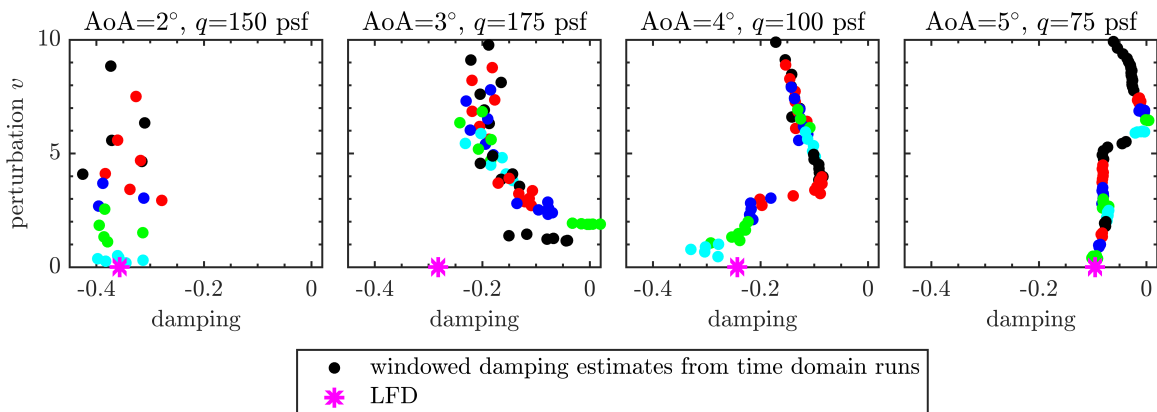 AoA=2°, q=150 psf
AoA=3°, q=175 psf
AoA=4°, q=100 psf
AoA=5°, q=75 psf
perturbation v
10
5
0
-0.4 -0.2 0
-0.4 -0.2 0
-0.4 -0.2 0
-0.4 -0.2 0
damping
damping
damping
damping
windowed damping estimates from time domain runs
LFD